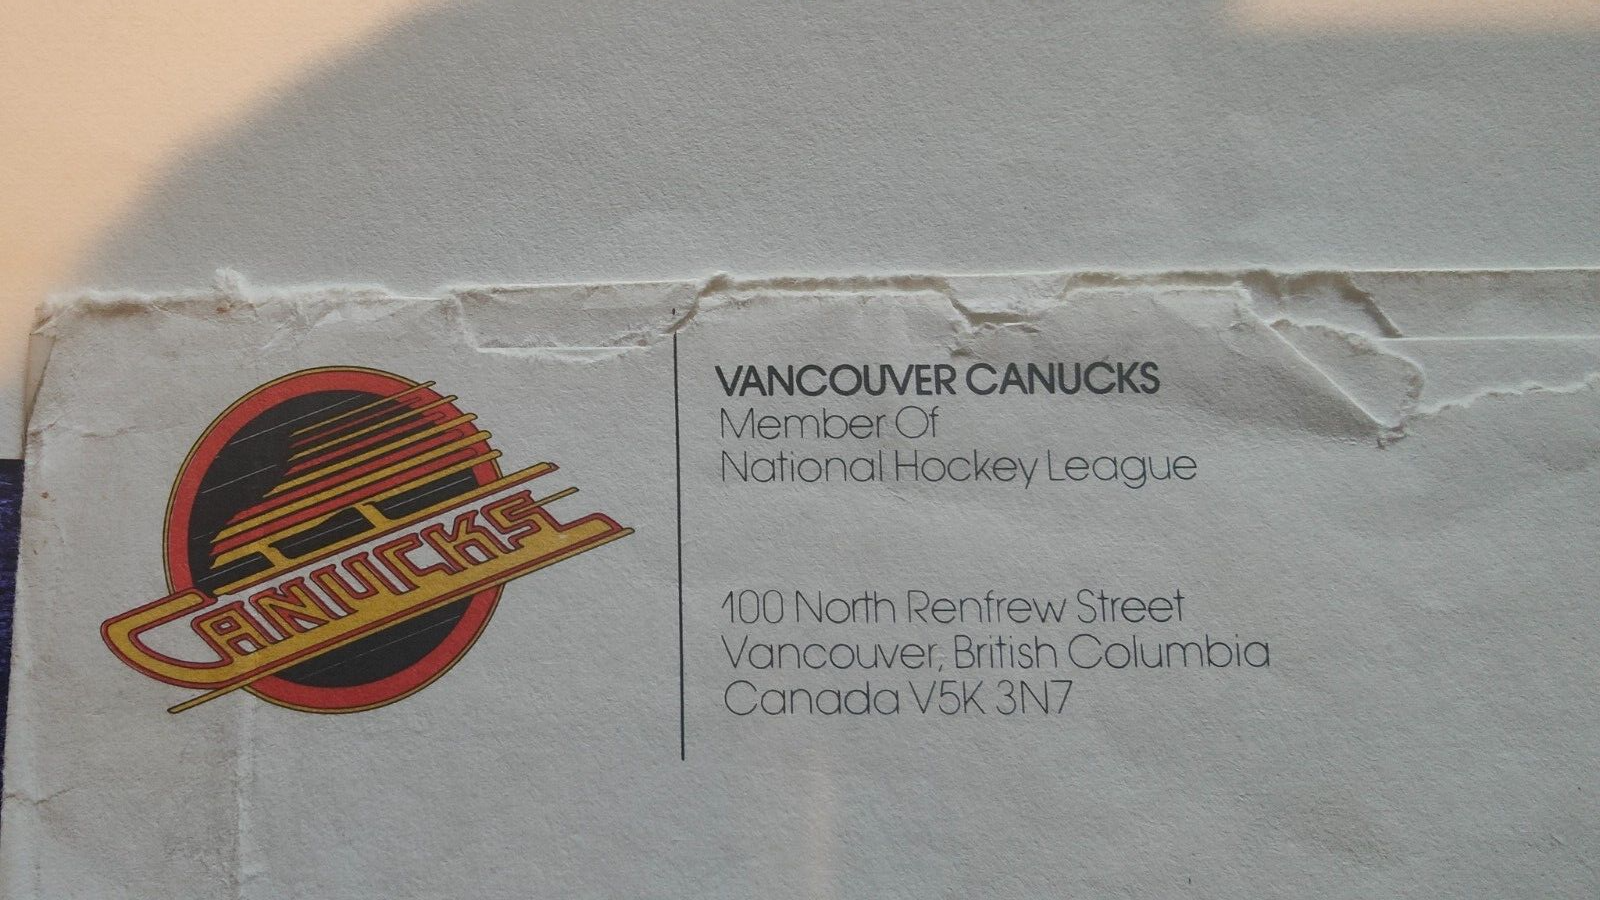 CANUCKS
VANCOUVER CANUCKS
Member Of
National Hockey League
100 North Renfrew Street
Vancouver, British Columbia
Canada V5K 3N7